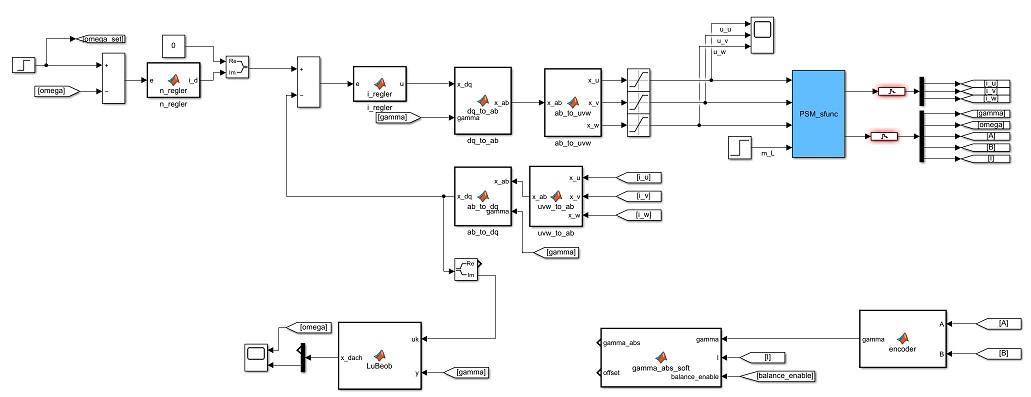 [omega_set]
0
Re
Im
+
−
e
n_regler
i_d
n_regler
[omega]
+
−
e
i_regler
u
i_regler
[gamma]
x_dq
dq_to_ab
x_ab
gamma
dq_to_ab
x_ab
ab_to_uvw
x_u
x_v
x_w
ab_to_uvw
u_u
u_v
u_w
m_L
PSM_sfunc
[i_u]
[i_v]
[i_w]
[gamma]
[omega]
[A]
[B]
[I]
x_dq
ab_to_dq
x_ab
gamma
ab_to_dq
x_ab
uvw_to_ab
x_u
x_v
x_w
uvw_to_ab
[i_u]
[i_v]
[i_w]
[gamma]
Re
Im
[omega]
x_dach
LuBeob
uk
y
[gamma]
gamma_abs
offset
gamma_abs_soft
gamma
I
balance_enable
[I]
[balance_enable]
gamma
encoder
A
B
[A]
[B]